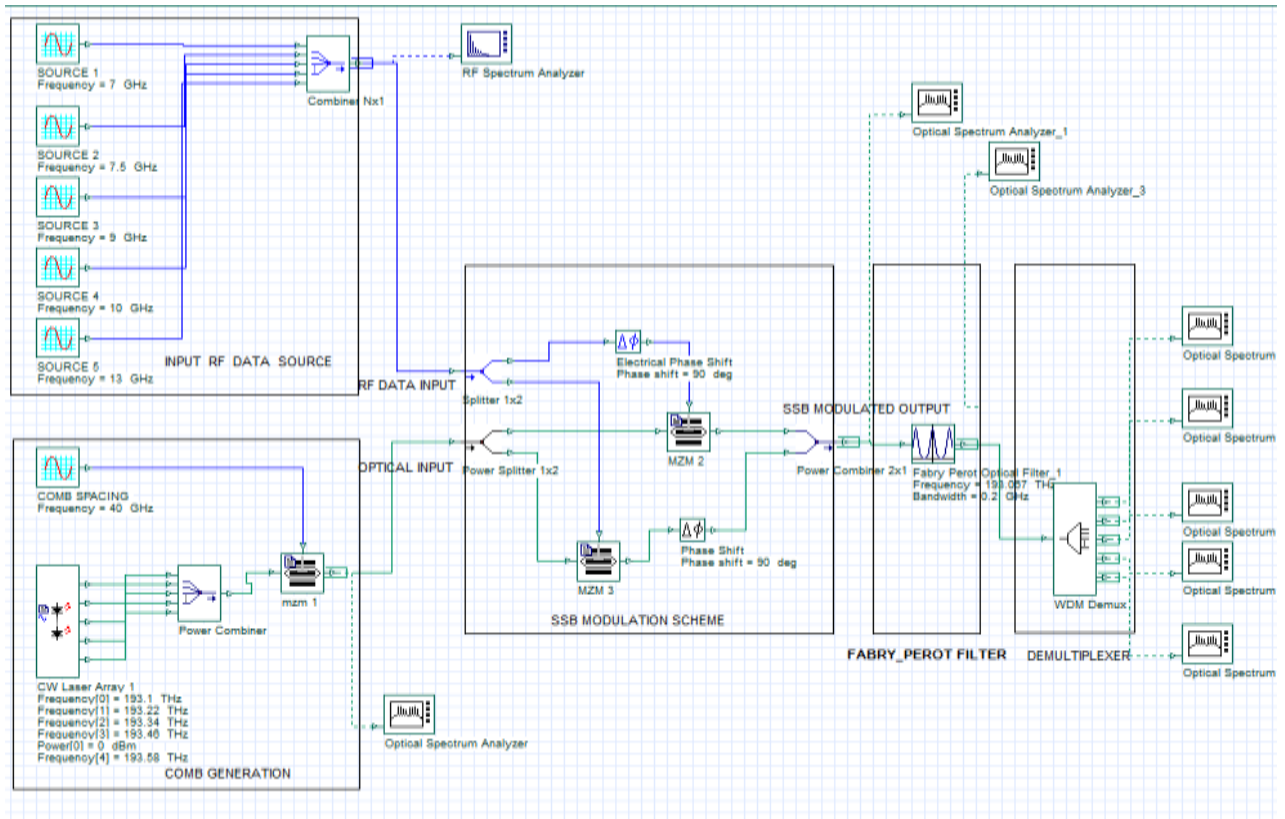 SOURCE 1
Frequency = 7 GHz
SOURCE 2
Frequency = 7.5 GHz
SOURCE 3
Frequency = 9 GHz
SOURCE 4
Frequency = 10 GHz
SOURCE 5
Frequency = 13 GHz
INPUT RF DATA SOURCE
Combiner Nx1
RF Spectrum Analyzer
Optical Spectrum Analyzer_1
Optical Spectrum Analyzer_3
RF DATA INPUT
Splitter 1x2
Electrical Phase Shift
Phase shift = 90 deg
MZM 2
SSB MODULATED OUTPUT
Power Combiner 2x1
OPTICAL INPUT
Power Splitter 1x2
MZM 3
Phase Shift
Phase shift = 90 deg
SSB MODULATION SCHEME
Fabry Perot Optical Filter_1
Frequency = 193.057 THz
Bandwidth = 0.2 GHz
FABRY_PEROT FILTER
WDM Demux
DEMULTIPLEXER
Optical Spectrum
Optical Spectrum
Optical Spectrum
Optical Spectrum
Optical Spectrum
COMB SPACING
Frequency = 40 GHz
mzm 1
Power Combiner
CW Laser Array 1
Frequency[0] = 193.1 THz
Frequency[1] = 193.22 THz
Frequency[2] = 193.34 THz
Frequency[3] = 193.46 THz
Power[0] = 0 dBm
Frequency[4] = 193.58 THz
COMB GENERATION
Optical Spectrum Analyzer